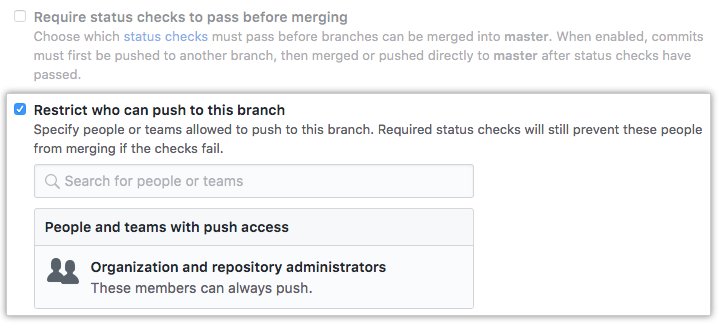 Require status checks to pass before merging
Choose which status checks must pass before branches can be merged into master. When enabled, commits
must first be pushed to another branch, then merged or pushed directly to master after status checks have
passed.
Restrict who can push to this branch
Specify people or teams allowed to push to this branch. Required status checks will still prevent these people
from merging if the checks fail.
Search for people or teams
People and teams with push access
Organization and repository administrators
These members can always push.